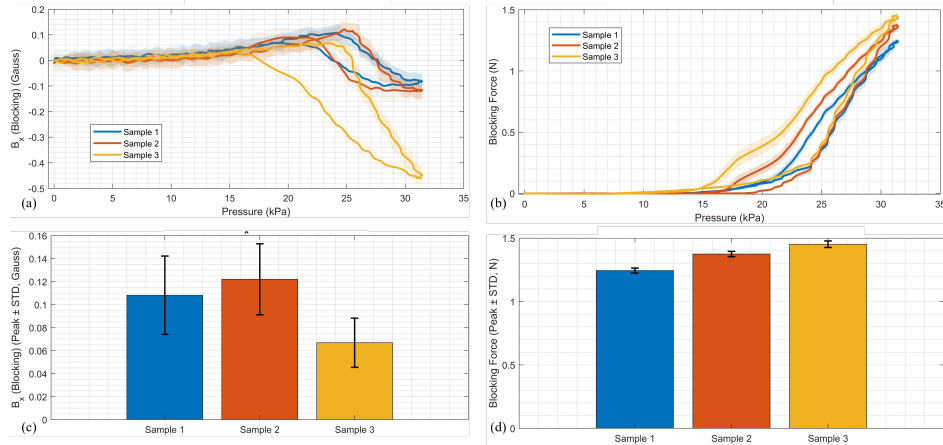 0.2
0.1
0
-0.1
-0.2
-0.3
-0.4
-0.5
B_x (Blocking) (Gauss)
Sample 1
Sample 2
Sample 3
(a)
0 5 10 15 20 25 30 35
Pressure (kPa)
1.5
1
0.5
0
Blocking Force (N)
Sample 1
Sample 2
Sample 3
(b)
0 5 10 15 20 25 30 35
Pressure (kPa)
0.16
0.14
0.12
0.1
0.08
0.06
0.04
0.02
0
B_x (Blocking) (Peak ± STD, Gauss)
(c)
Sample 1 Sample 2 Sample 3
1.5
1
0.5
0
Blocking Force (Peak ± STD, N)
(d)
Sample 1 Sample 2 Sample 3